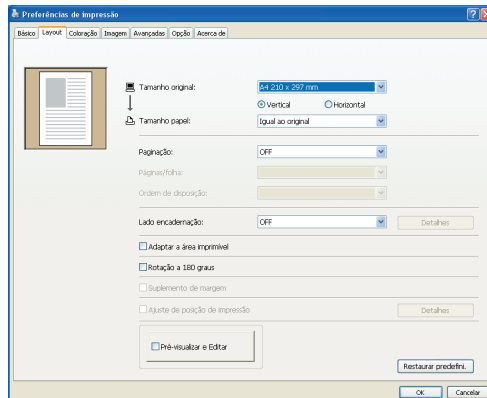 Preferências de impressão
Básico Layout Coloração Imagem Avançadas Opção Acerca de
Tamanho original: A4 210 x 297 mm
Vertical Horizontal
Tamanho papel: Igual ao original
Paginação: OFF
Páginas/folha:
Ordem de disposição:
Lado encadernação: OFF Detalhes
Adaptar a área imprimível
Rotação a 180 graus
Suplemento de margem
Ajuste de posição de impressão Detalhes
Pré-visualizar e Editar
Restaurar predefini.
OK Cancelar